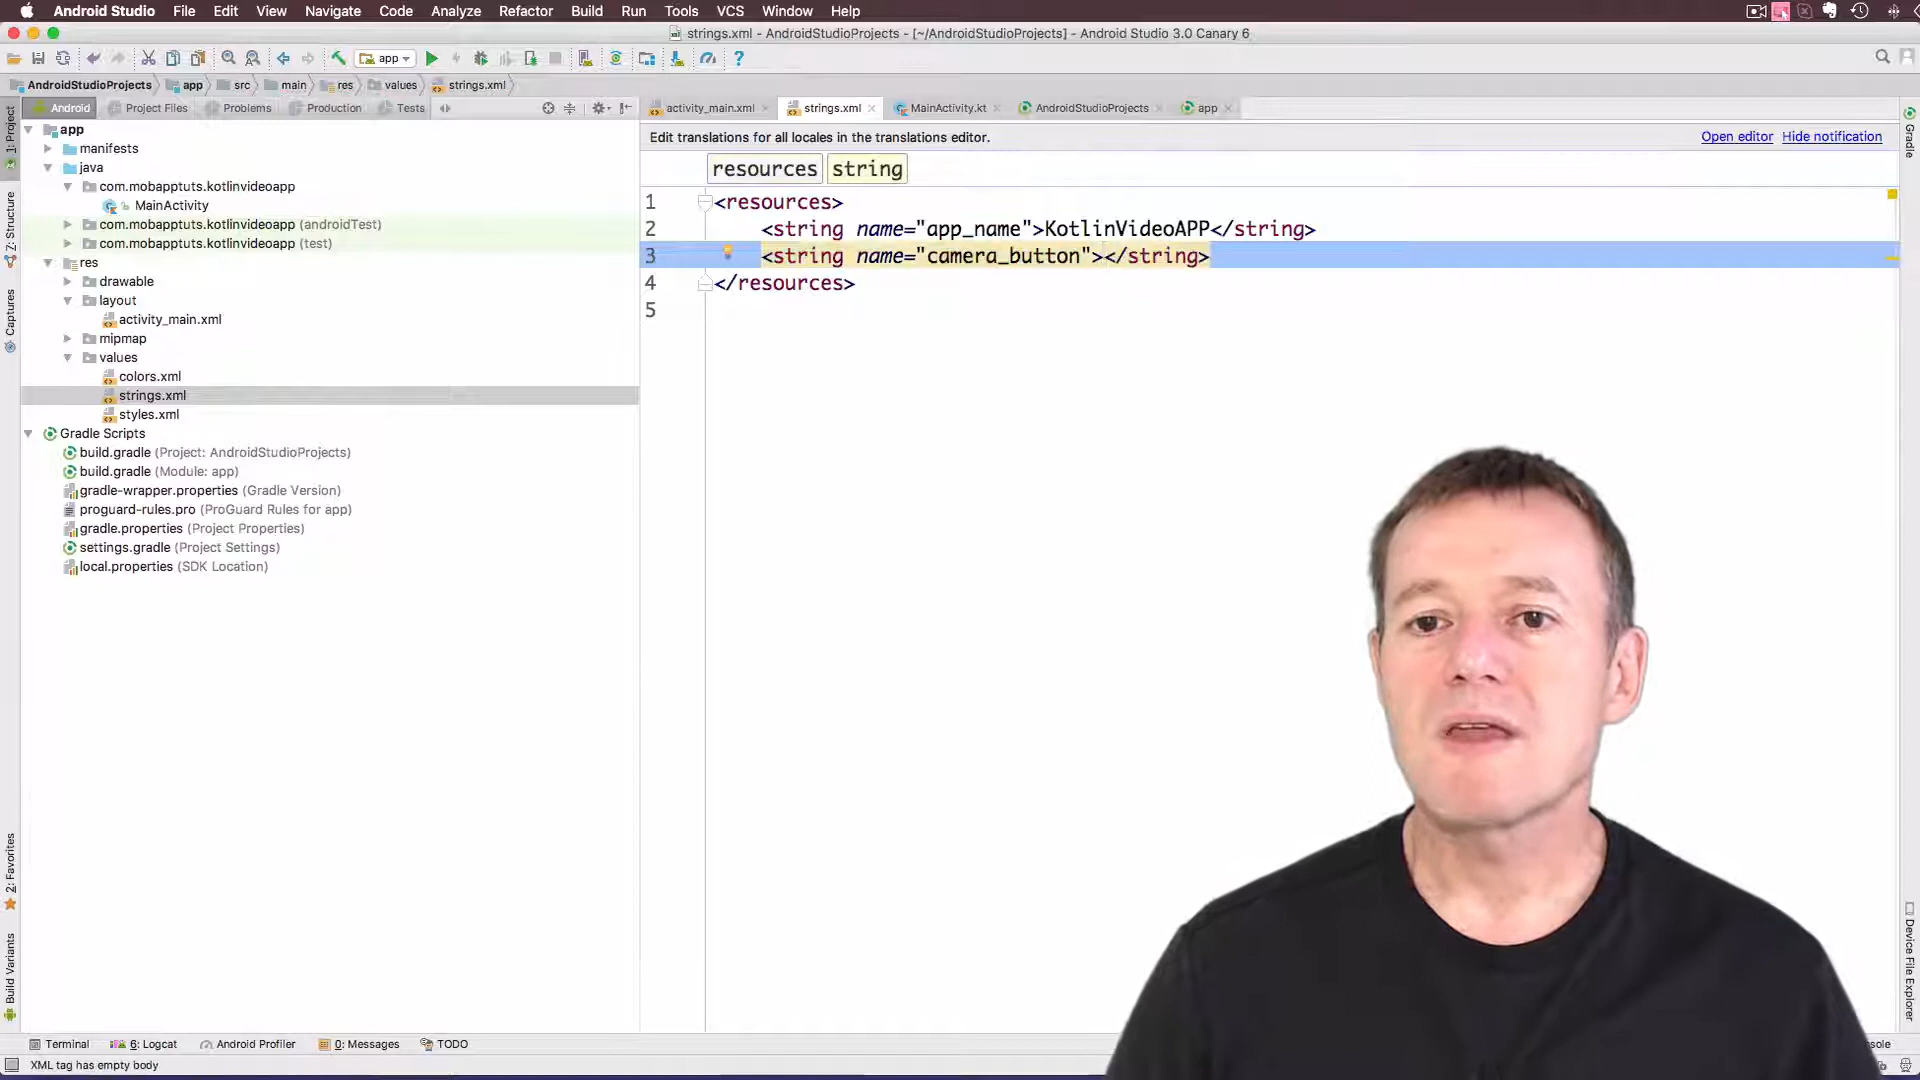 Android Studio File Edit View Navigate Code Analyze Refactor Build Run Tools VCS Window Help
strings.xml - AndroidStudioProjects - [~/AndroidStudioProjects] - Android Studio 3.0 Canary 6
app
AndroidStudioProjects app src main res values strings.xml
Android Project Files Problems Production Tests
activity_main.xml strings.xml MainActivity.kt AndroidStudioProjects app
Edit translations for all locales in the translations editor. Open editor Hide notification
resources string
1 <resources>
2 <string name="app_name">KotlinVideoAPP</string>
3 <string name="camera_button"></string>
4 </resources>
5
app
manifests
java
com.mobapptuts.kotlinvideoapp
MainActivity
com.mobapptuts.kotlinvideoapp (androidTest)
com.mobapptuts.kotlinvideoapp (test)
res
drawable
layout
activity_main.xml
mipmap
values
colors.xml
strings.xml
styles.xml
Gradle Scripts
build.gradle (Project: AndroidStudioProjects)
build.gradle (Module: app)
gradle-wrapper.properties (Gradle Version)
proguard-rules.pro (ProGuard Rules for app)
gradle.properties (Project Properties)
settings.gradle (Project Settings)
local.properties (SDK Location)
1: Project
Z: Structure
Captures
2: Favorites
Build Variants
Gradle
Device File Explorer
Terminal 6: Logcat Android Profiler 0: Messages TODO
XML tag has empty body